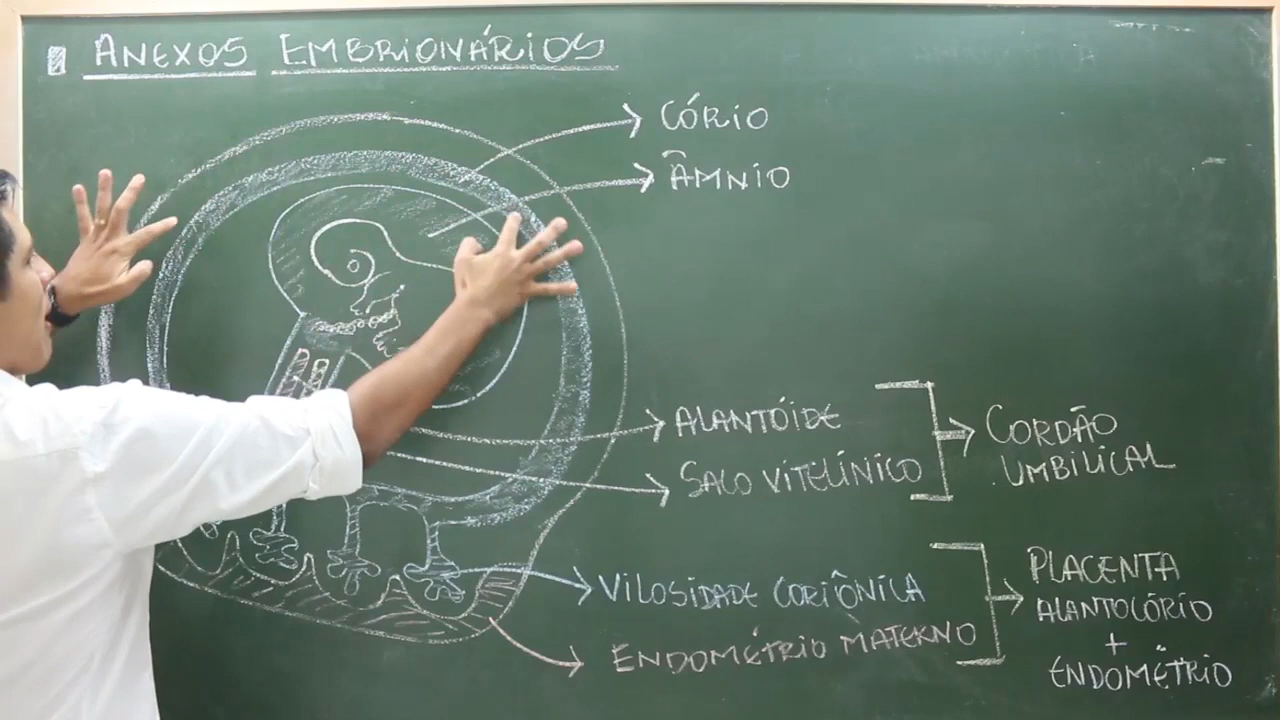 ANEXOS EMBRIONÁRIOS
CÓRIO
ÂMNIO
ALANTÓIDE
SACO VITELÍNICO
CORDÃO
UMBILICAL
VILOSIDADE CORIÔNICA
ENDOMÉTRIO MATERNO
PLACENTA
ALANTOCÓRIO
+
ENDOMÉTRIO